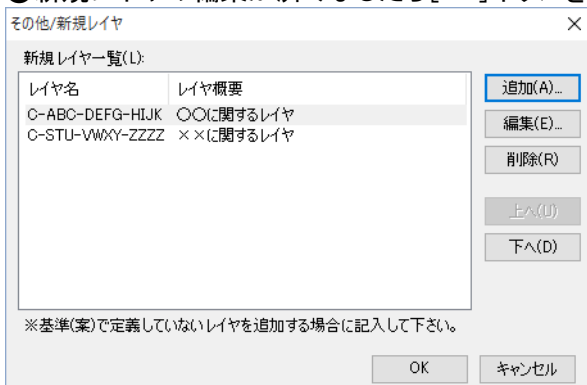 その他/新規レイヤ
新規レイヤ一覧(L):
レイヤ名 レイヤ概要
C-ABC-DEFG-HIJK 〇〇に関するレイヤ
C-STU-VWXY-ZZZZ ××に関するレイヤ
追加(A)...
編集(E)...
削除(R)
上へ(U)
下へ(D)
※基準(案)で定義していないレイヤを追加する場合に記入して下さい。
OK キャンセル